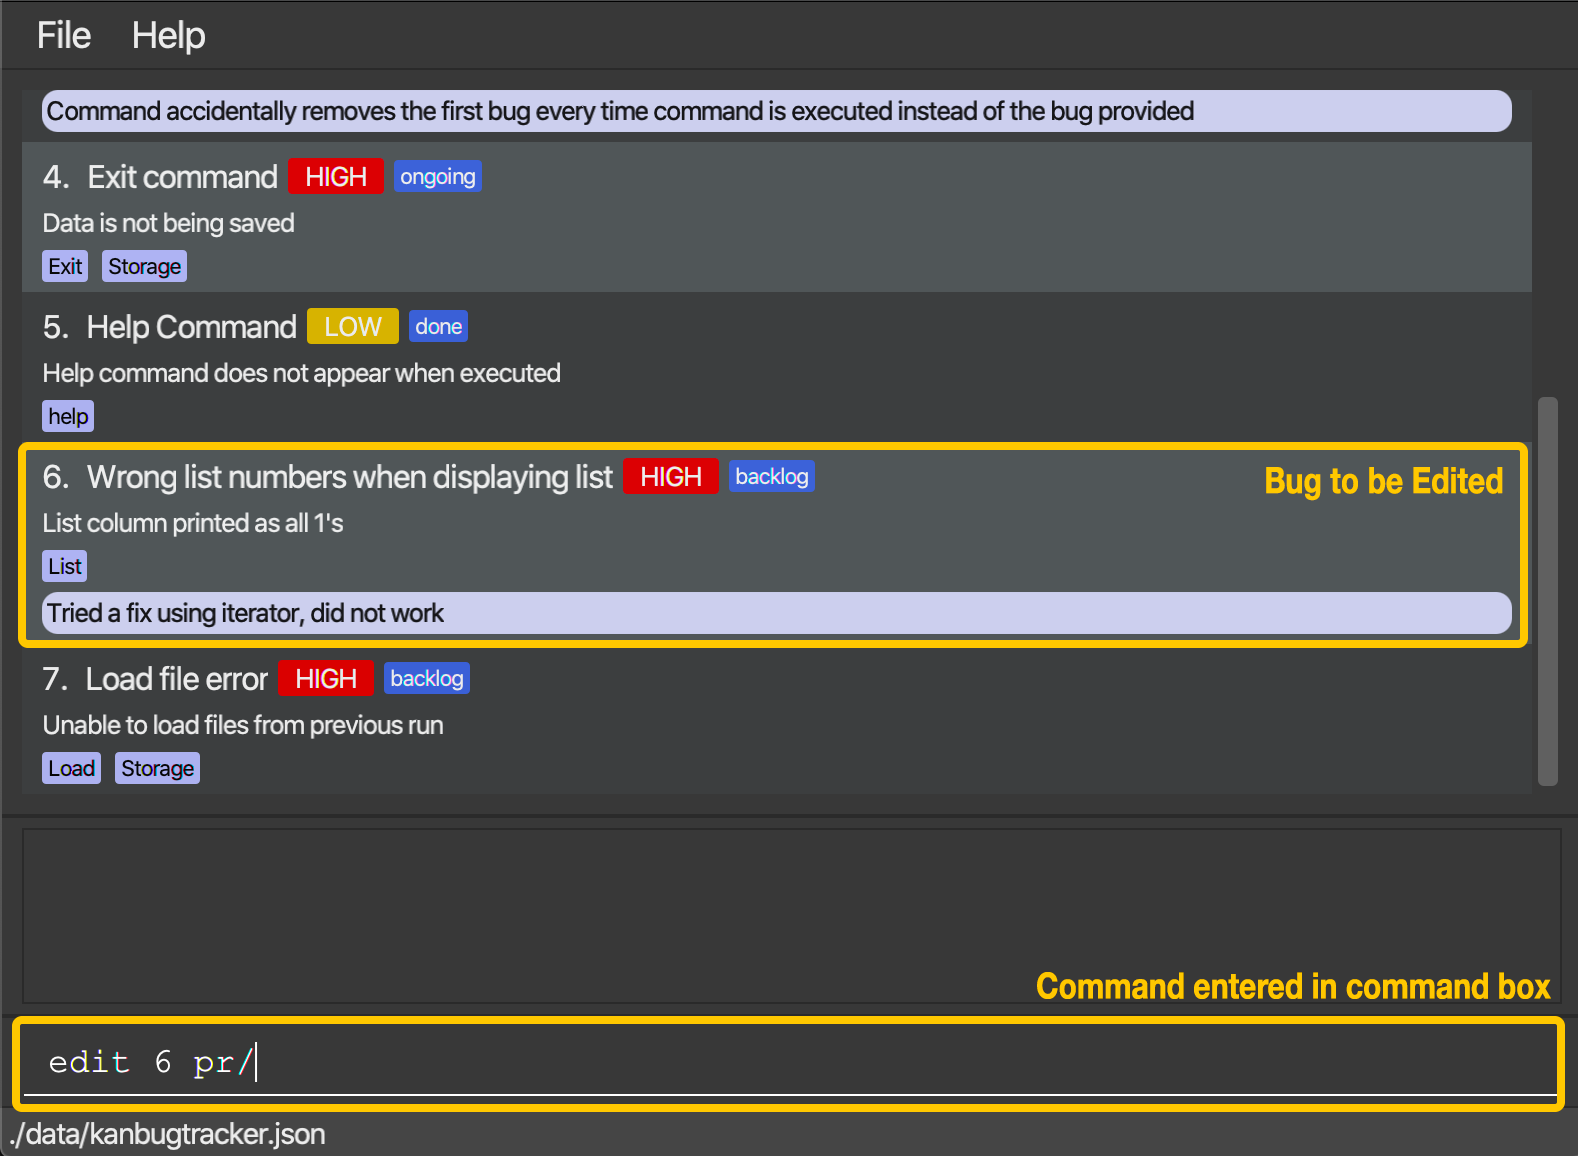 File Help
Command accidentally removes the first bug every time command is executed instead of the bug provided
4. Exit command HIGH ongoing
Data is not being saved
Exit Storage
5. Help Command LOW done
Help command does not appear when executed
help
6. Wrong list numbers when displaying list HIGH backlog Bug to be Edited
List column printed as all 1's
List
Tried a fix using iterator, did not work
7. Load file error HIGH backlog
Unable to load files from previous run
Load Storage
Command entered in command box
edit 6 pr/
./data/kanbugtracker.json